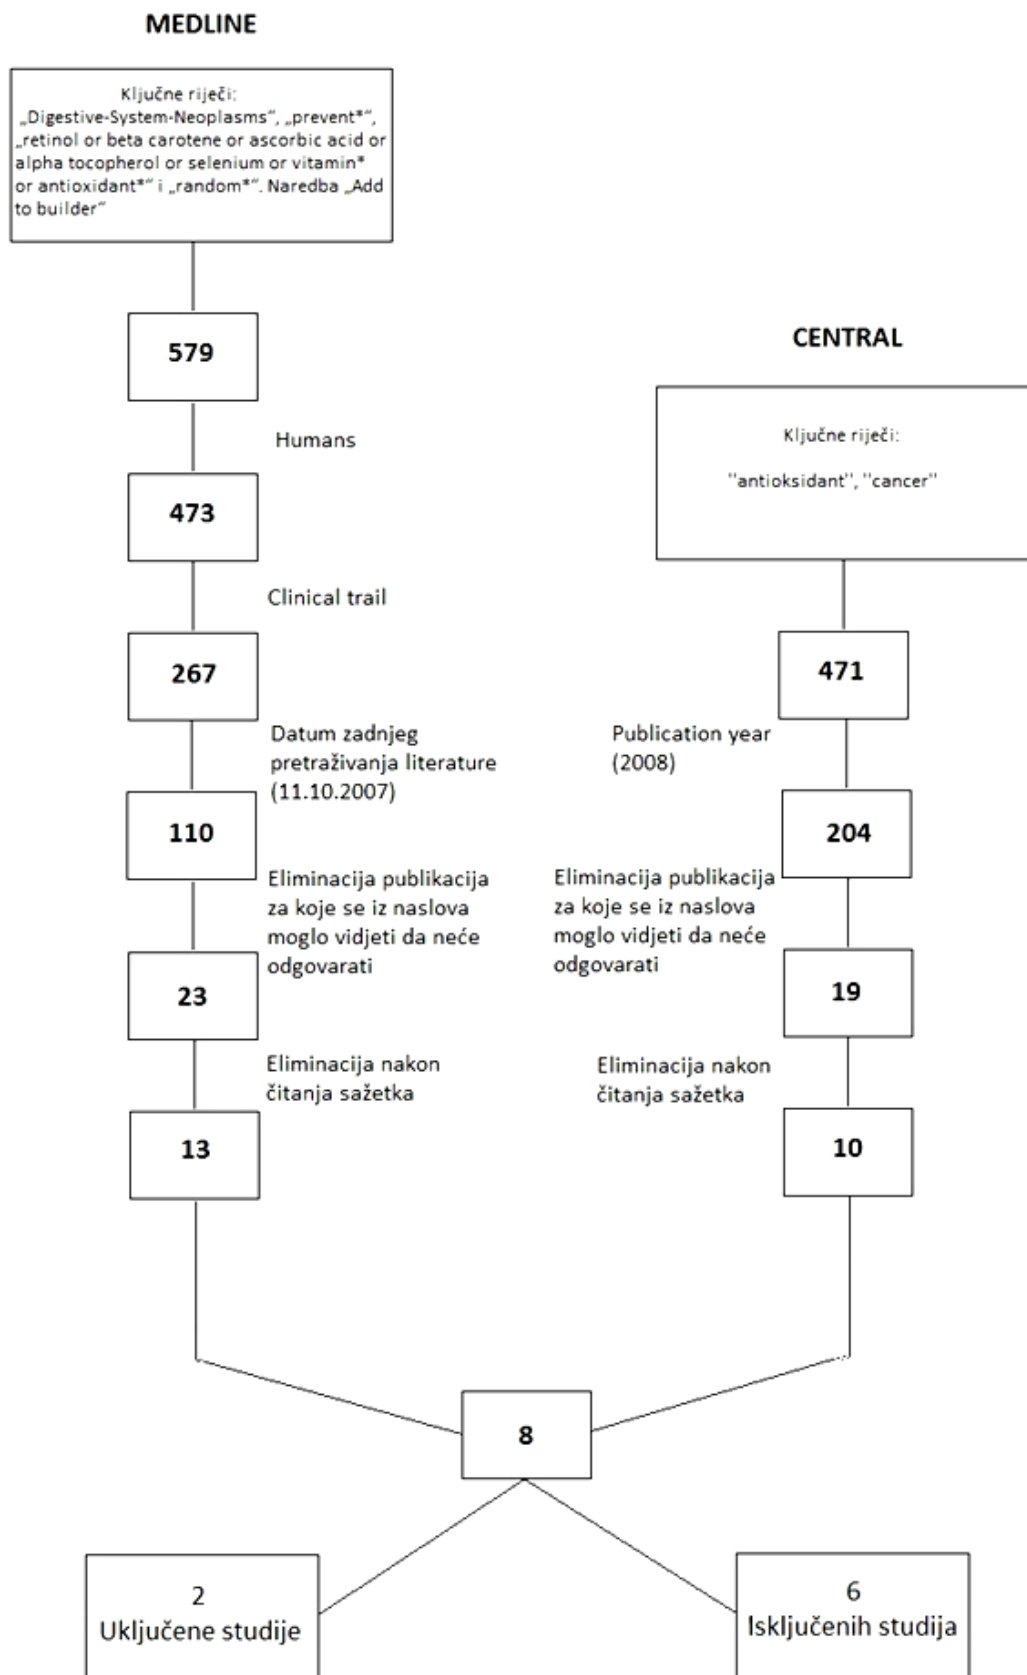 MEDLINE
Ključne riječi:
„Digestive-System-Neoplasms“, „prevent*“,
„retinol or beta carotene or ascorbic acid or
alpha tocopherol or selenium or vitamin*
or antioxidant*“ i „random*“. Naredba „Add
to builder“
579
Humans
473
Clinical trail
267
Datum zadnjeg
pretraživanja literature
(11.10.2007)
110
Eliminacija publikacija
za koje se iz naslova
moglo vidjeti da neće
odgovarati
23
Eliminacija nakon
čitanja sažetka
13
CENTRAL
Ključne riječi:
"antioksidant", "cancer"
471
Publication year
(2008)
204
Eliminacija publikacija
za koje se iz naslova
moglo vidjeti da neće
odgovarati
19
Eliminacija nakon
čitanja sažetka
10
8
2
Uključene studije
6
Isključenih studija